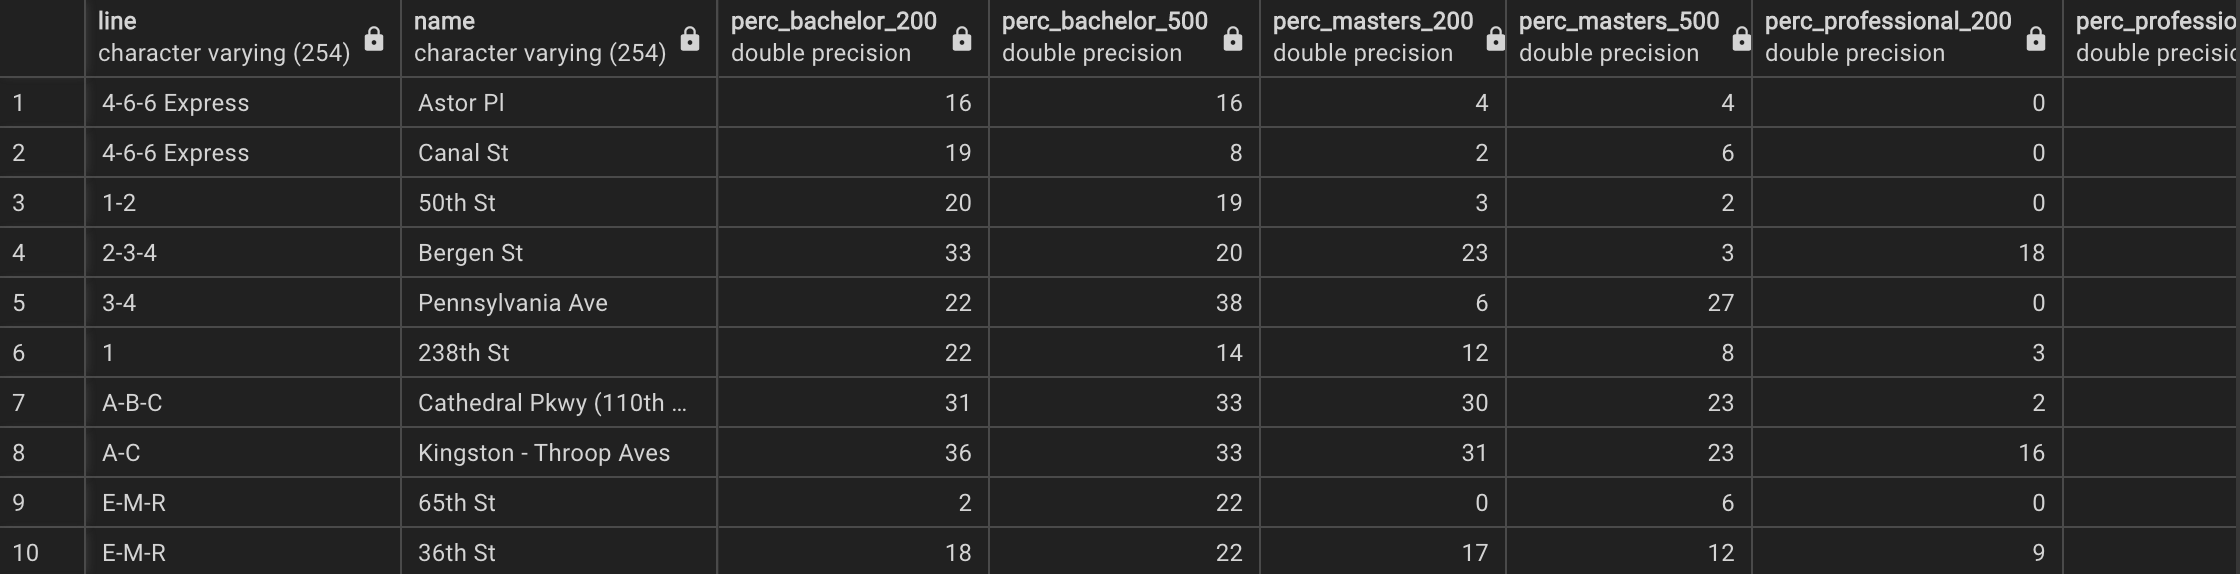 line name perc_bachelor_200 perc_bachelor_500 perc_masters_200 perc_masters_500 perc_professional_200 perc_professio
character varying (254) character varying (254) double precision double precision double precision double precision double precision double precisic
1 4-6-6 Express Astor Pl 16 16 4 4 0
2 4-6-6 Express Canal St 19 8 2 6 0
3 1-2 50th St 20 19 3 2 0
4 2-3-4 Bergen St 33 20 23 3 18
5 3-4 Pennsylvania Ave 22 38 6 27 0
6 1 238th St 22 14 12 8 3
7 A-B-C Cathedral Pkwy (110th ... 31 33 30 23 2
8 A-C Kingston - Throop Aves 36 33 31 23 16
9 E-M-R 65th St 2 22 0 6 0
10 E-M-R 36th St 18 22 17 12 9